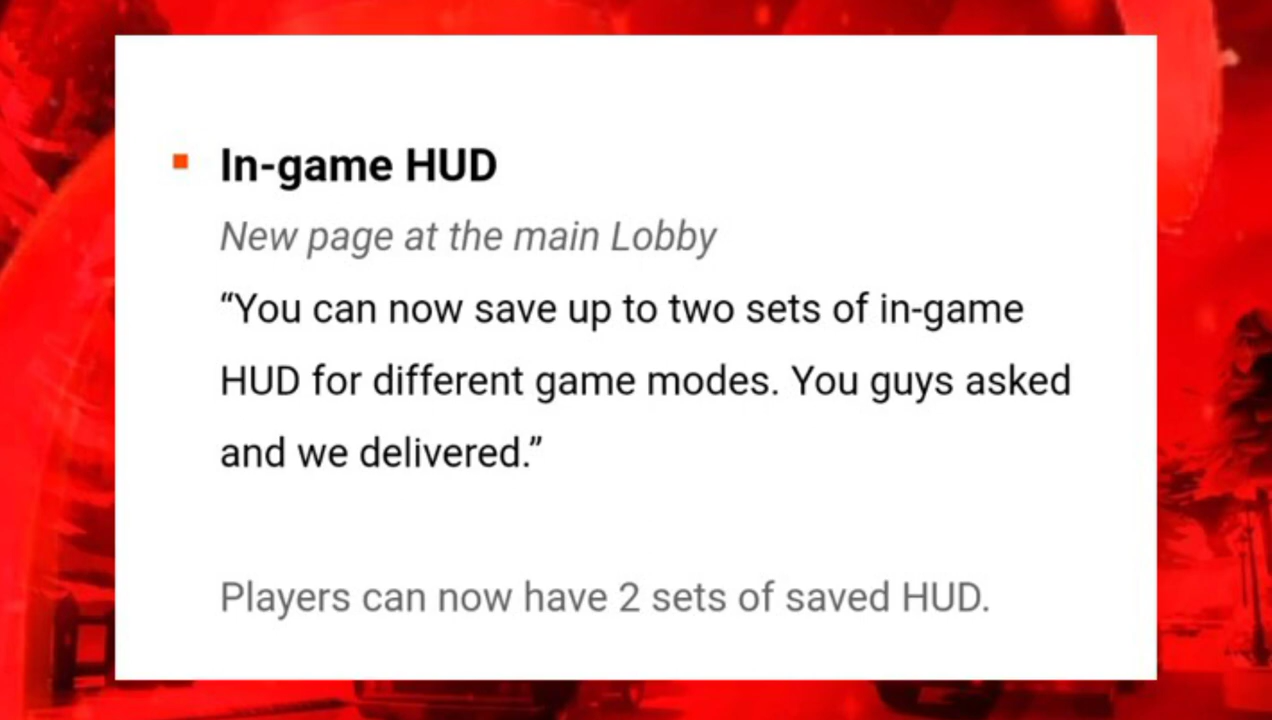 In-game HUD
New page at the main Lobby
“You can now save up to two sets of in-game
HUD for different game modes. You guys asked
and we delivered.”
Players can now have 2 sets of saved HUD.